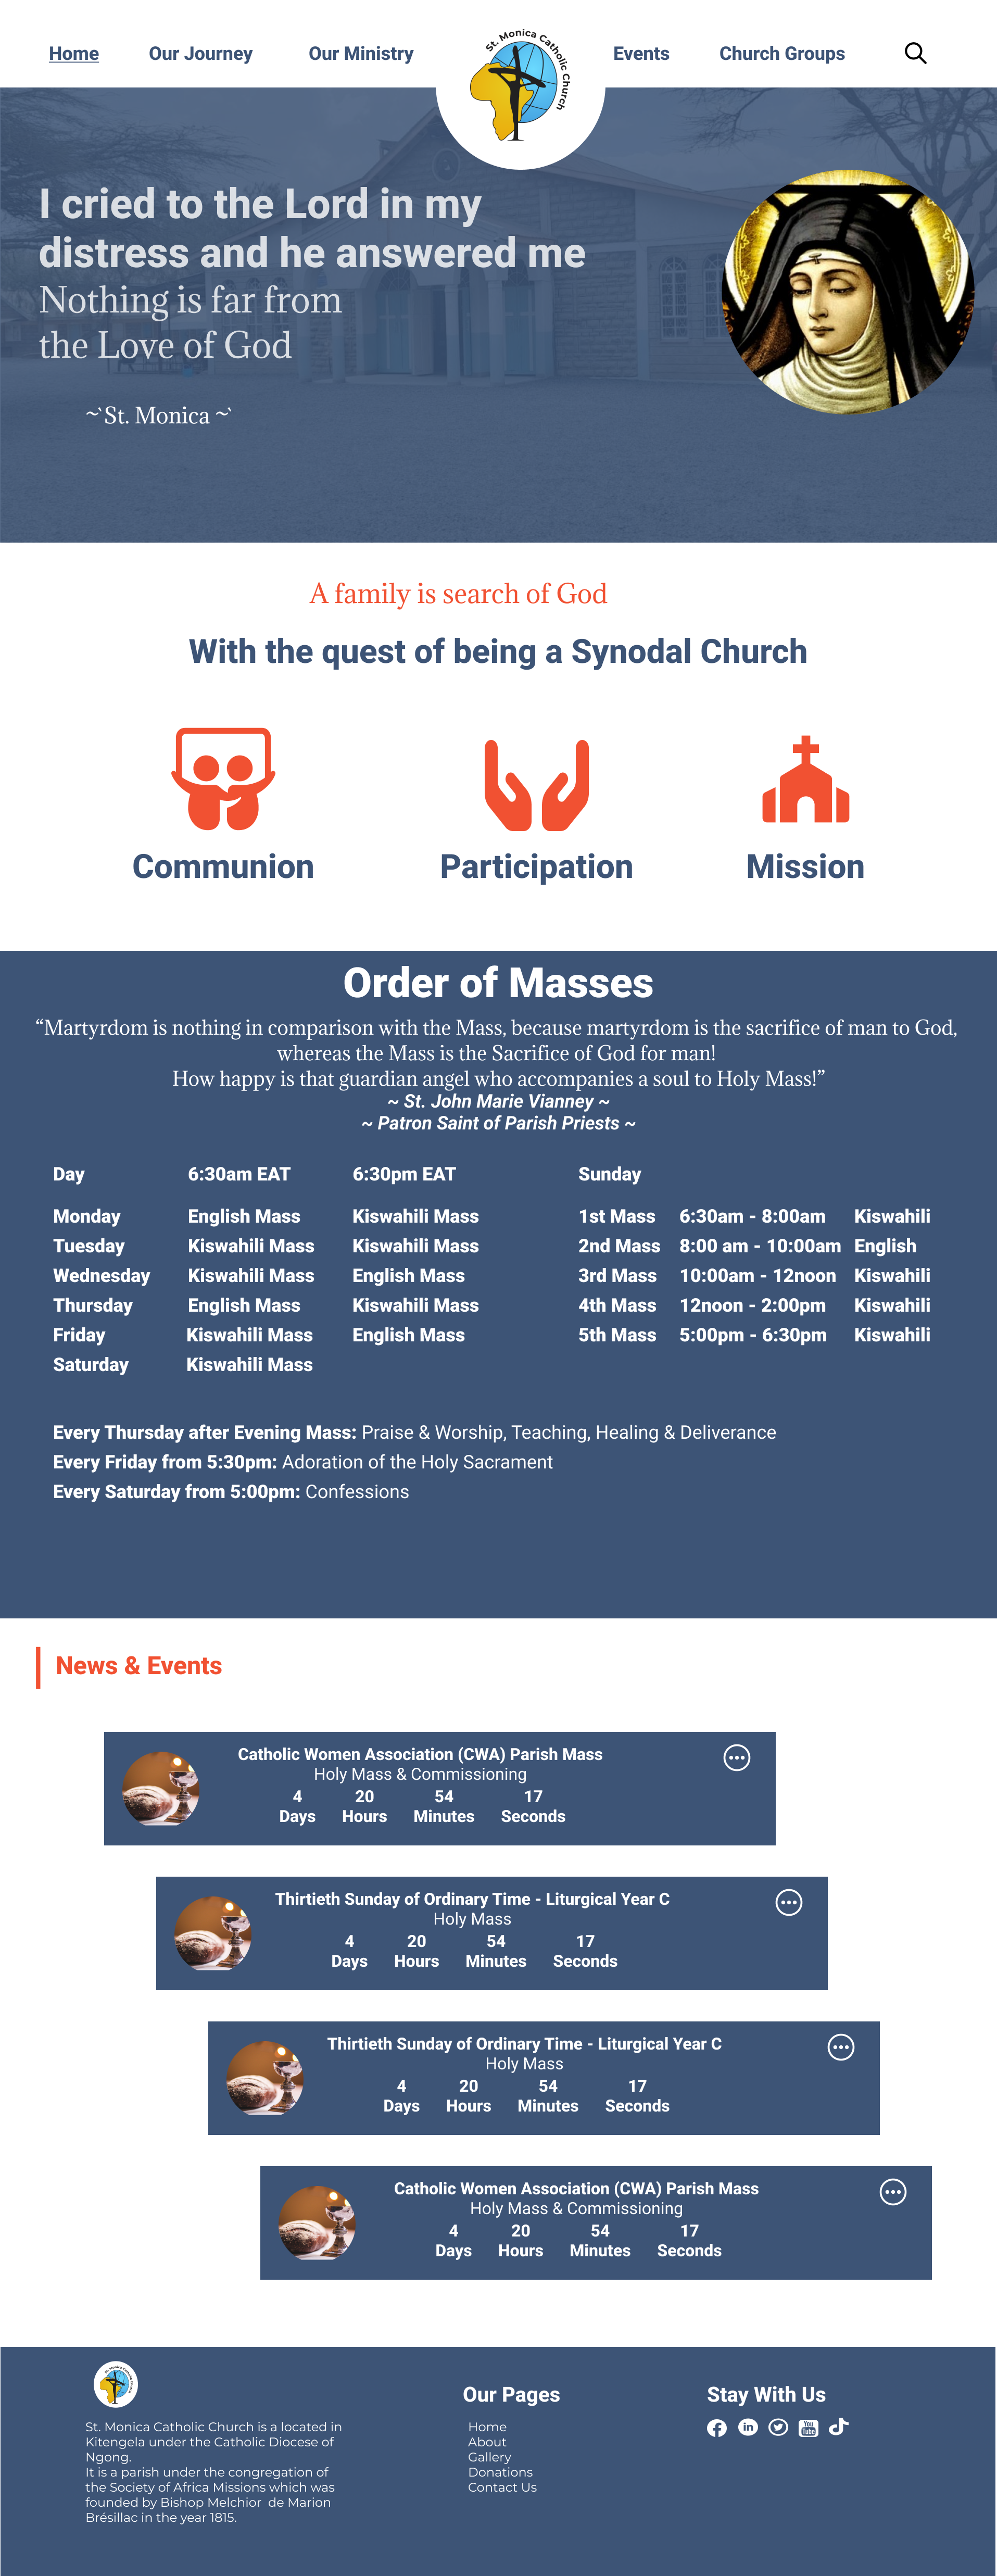 Home Our Journey Our Ministry Events Church Groups
St. Monica Catholic Church
I cried to the Lord in my
distress and he answered me
Nothing is far from
the Love of God
~`St. Monica ~`
A family is search of God
With the quest of being a Synodal Church
Communion Participation Mission
Order of Masses
“Martyrdom is nothing in comparison with the Mass, because martyrdom is the sacrifice of man to God,
whereas the Mass is the Sacrifice of God for man!
How happy is that guardian angel who accompanies a soul to Holy Mass!”
~ St. John Marie Vianney ~
~ Patron Saint of Parish Priests ~
Day 6:30am EAT 6:30pm EAT Sunday
Monday English Mass Kiswahili Mass 1st Mass 6:30am - 8:00am Kiswahili
Tuesday Kiswahili Mass Kiswahili Mass 2nd Mass 8:00 am - 10:00am English
Wednesday Kiswahili Mass English Mass 3rd Mass 10:00am - 12noon Kiswahili
Thursday English Mass Kiswahili Mass 4th Mass 12noon - 2:00pm Kiswahili
Friday Kiswahili Mass English Mass 5th Mass 5:00pm - 6:30pm Kiswahili
Saturday Kiswahili Mass
Every Thursday after Evening Mass: Praise & Worship, Teaching, Healing & Deliverance
Every Friday from 5:30pm: Adoration of the Holy Sacrament
Every Saturday from 5:00pm: Confessions
News & Events
Catholic Women Association (CWA) Parish Mass
Holy Mass & Commissioning
4 20 54 17
Days Hours Minutes Seconds
Thirtieth Sunday of Ordinary Time - Liturgical Year C
Holy Mass
4 20 54 17
Days Hours Minutes Seconds
Thirtieth Sunday of Ordinary Time - Liturgical Year C
Holy Mass
4 20 54 17
Days Hours Minutes Seconds
Catholic Women Association (CWA) Parish Mass
Holy Mass & Commissioning
4 20 54 17
Days Hours Minutes Seconds
St. Monica Catholic Church
St. Monica Catholic Church is a located in
Kitengela under the Catholic Diocese of
Ngong.
It is a parish under the congregation of
the Society of Africa Missions which was
founded by Bishop Melchior de Marion
Brésillac in the year 1815.
Our Pages
Home
About
Gallery
Donations
Contact Us
Stay With Us
in
You
Tube